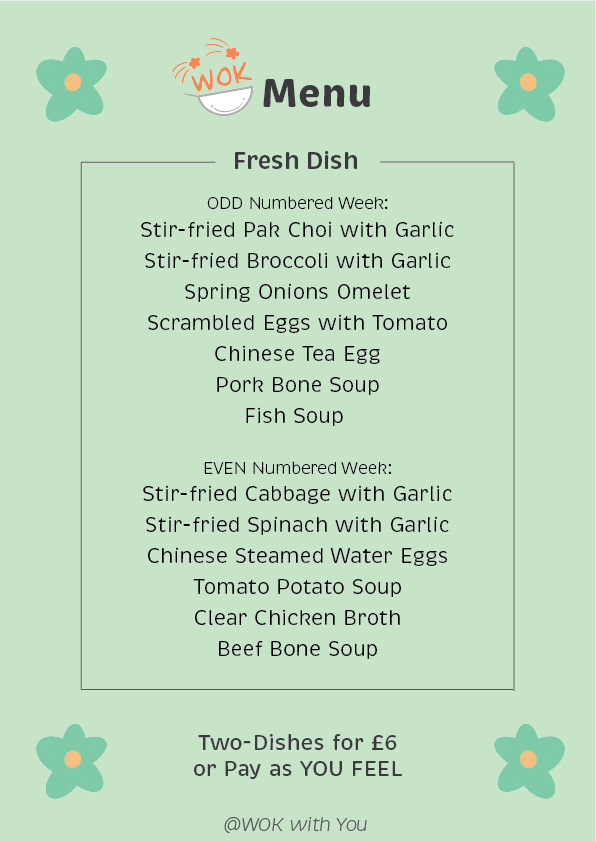 WOK Menu
Fresh Dish
ODD Numbered Week:
Stir-fried Pak Choi with Garlic
Stir-fried Broccoli with Garlic
Spring Onions Omelet
Scrambled Eggs with Tomato
Chinese Tea Egg
Pork Bone Soup
Fish Soup
EVEN Numbered Week:
Stir-fried Cabbage with Garlic
Stir-fried Spinach with Garlic
Chinese Steamed Water Eggs
Tomato Potato Soup
Clear Chicken Broth
Beef Bone Soup
Two-Dishes for £6
or Pay as YOU FEEL
@WOK with You